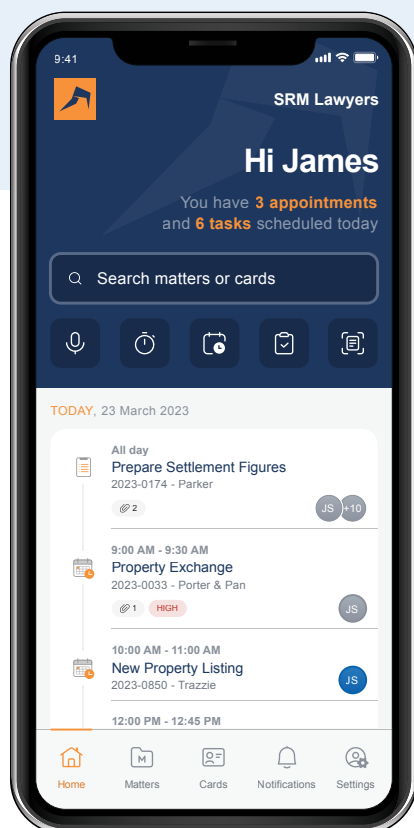 9:41
SRM Lawyers
Hi James
You have 3 appointments
and 6 tasks scheduled today
Search matters or cards
TODAY, 23 March 2023
All day
Prepare Settlement Figures
2023-0174 - Parker
2
JS +10
9:00 AM - 9:30 AM
Property Exchange
2023-0033 - Porter & Pan
1 HIGH
JS
10:00 AM - 11:00 AM
New Property Listing
2023-0850 - Trazzie
JS
12:00 PM - 12:45 PM
M
Home Matters Cards Notifications Settings